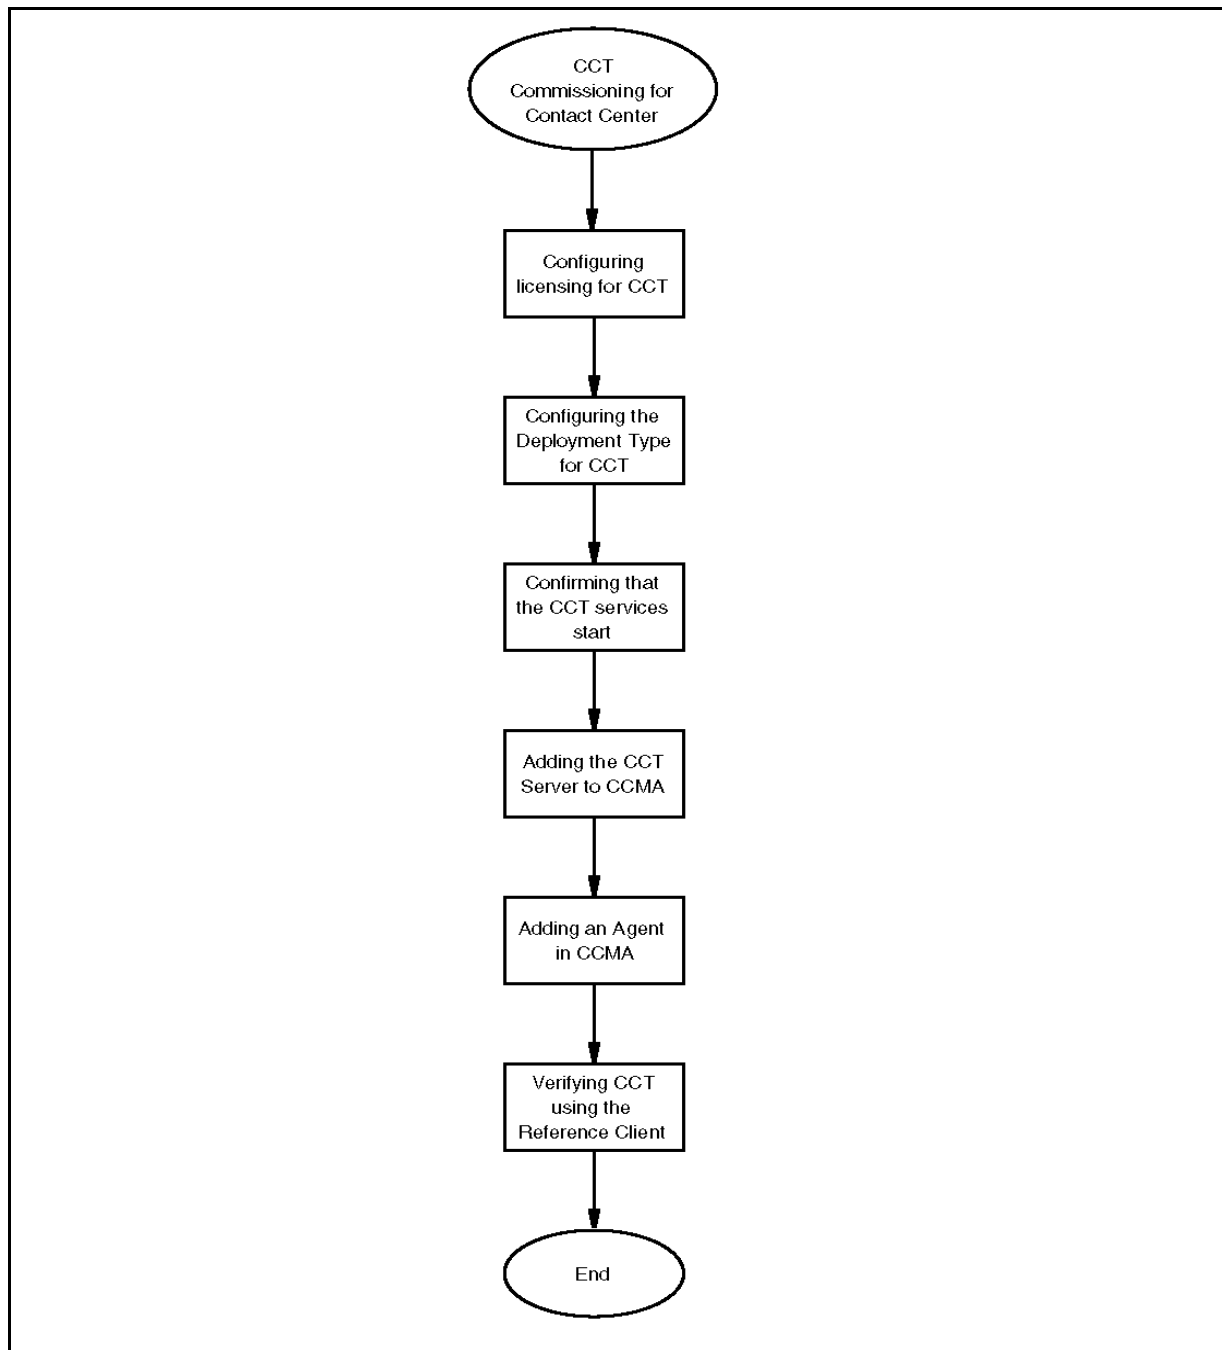 CCT
Commissioning for
Contact Center
Configuring
licensing for CCT
Configuring the
Deployment Type
for CCT
Confirming that
the CCT services
start
Adding the CCT
Server to CCMA
Adding an Agent
in CCMA
Verifying CCT
using the
Reference Client
End